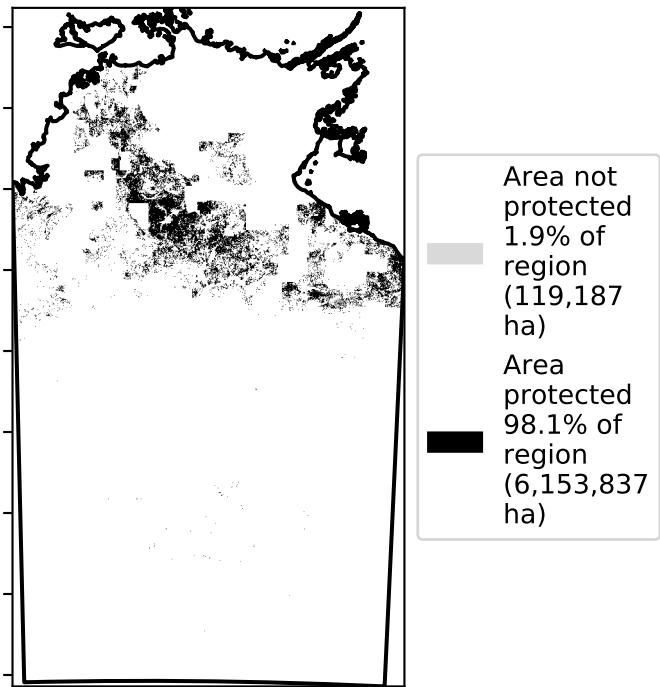 Area not
protected
1.9% of
region
(119,187
ha)
Area
protected
98.1% of
region
(6,153,837
ha)